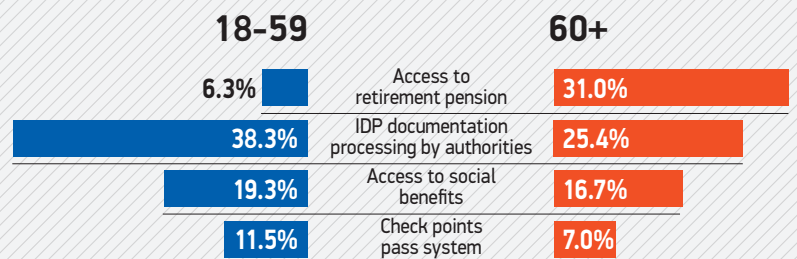 18-59 60+
6.3% Access to 31.0%
retirement pension
38.3% IDP documentation 25.4%
processing by authorities
19.3% Access to social 16.7%
benefits
11.5% Check points 7.0%
pass system